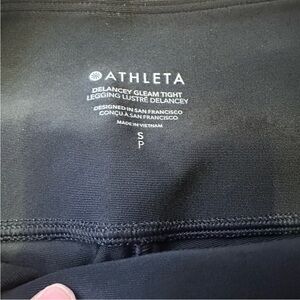 ATHLETA
DELANCEY GLEAM TIGHT
LEGGING LUSTRÉ DELANCEY
DESIGNED IN SAN FRANCISCO
CONÇU À SAN FRANCISCO
MADE IN VIETNAM
S
P